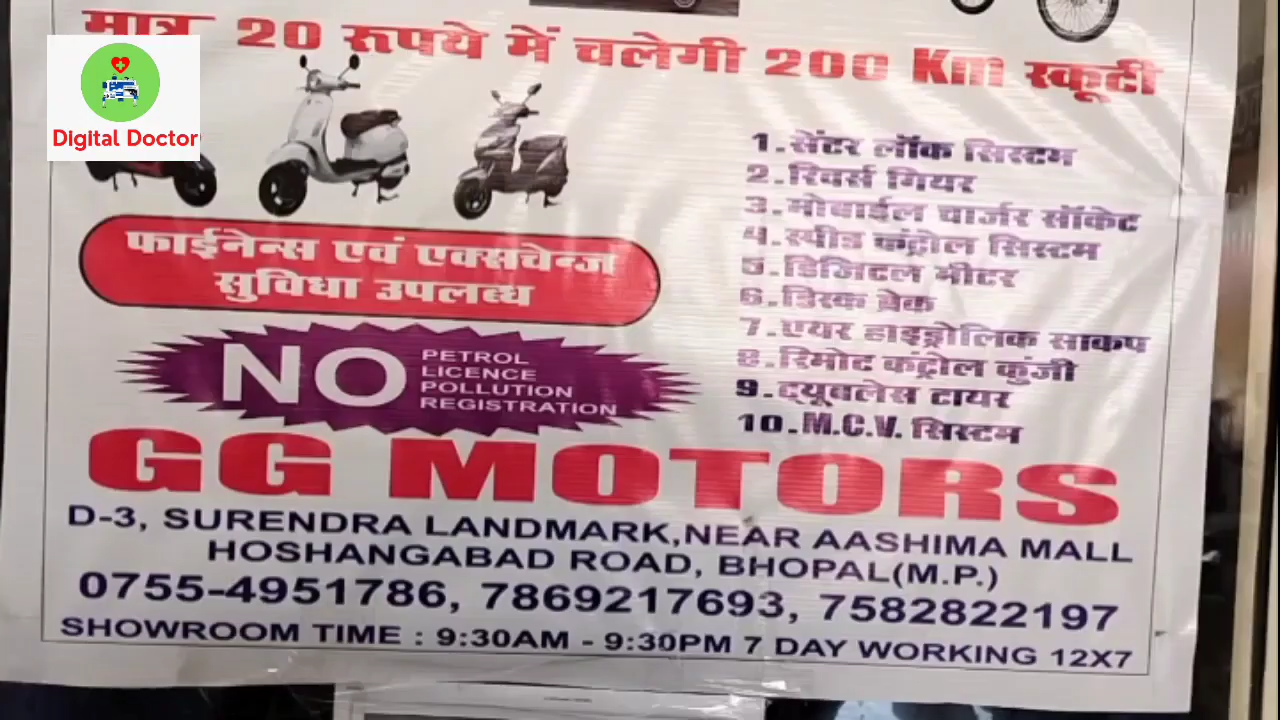 मात्र 20 रूपये में चलेगी 200 Km स्कूटी
Digital Doctor
1.सेंटर लॉक सिस्टम
2.रिवर्स गियर
3.मोबाईल चार्जर सॉकेट
4.स्पीड कंट्रोल सिस्टम
5.डिजिटल मीटर
6.डिस्क ब्रेक
7.एयर हाइड्रोलिक साकप
8.रिमोट कंट्रोल कुंजी
9.ट्यूबलेस टायर
10.M.C.V. सिस्टम
फाईनेन्स एवं एक्सचेन्ज
सुविधा उपलब्ध
NO PETROL
LICENCE
POLLUTION
REGISTRATION
GG MOTORS
D-3, SURENDRA LANDMARK,NEAR AASHIMA MALL
HOSHANGABAD ROAD, BHOPAL(M.P.)
0755-4951786, 7869217693, 7582822197
SHOWROOM TIME : 9:30AM - 9:30PM 7 DAY WORKING 12X7